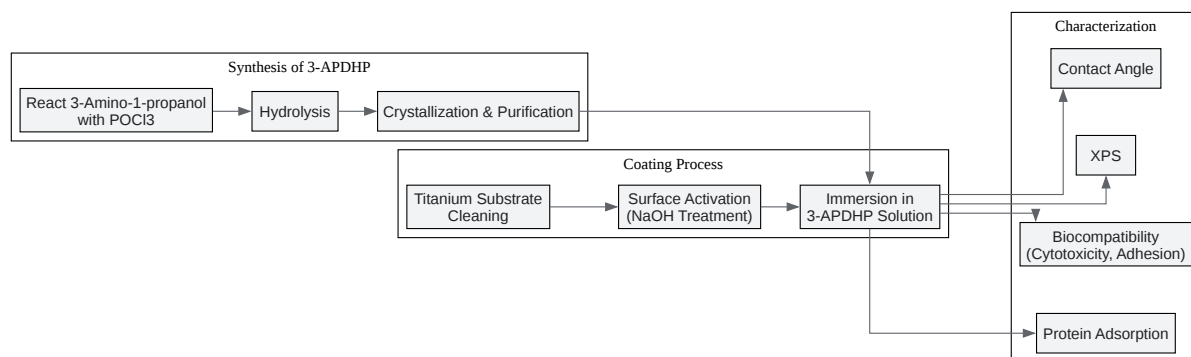 Synthesis of 3-APDHP
React 3-Amino-1-propanol
with POCl3
Hydrolysis
Crystallization & Purification
Coating Process
Titanium Substrate
Cleaning
Surface Activation
(NaOH Treatment)
Immersion in
3-APDHP Solution
Characterization
Contact Angle
XPS
Biocompatibility
(Cytotoxicity, Adhesion)
Protein Adsorption